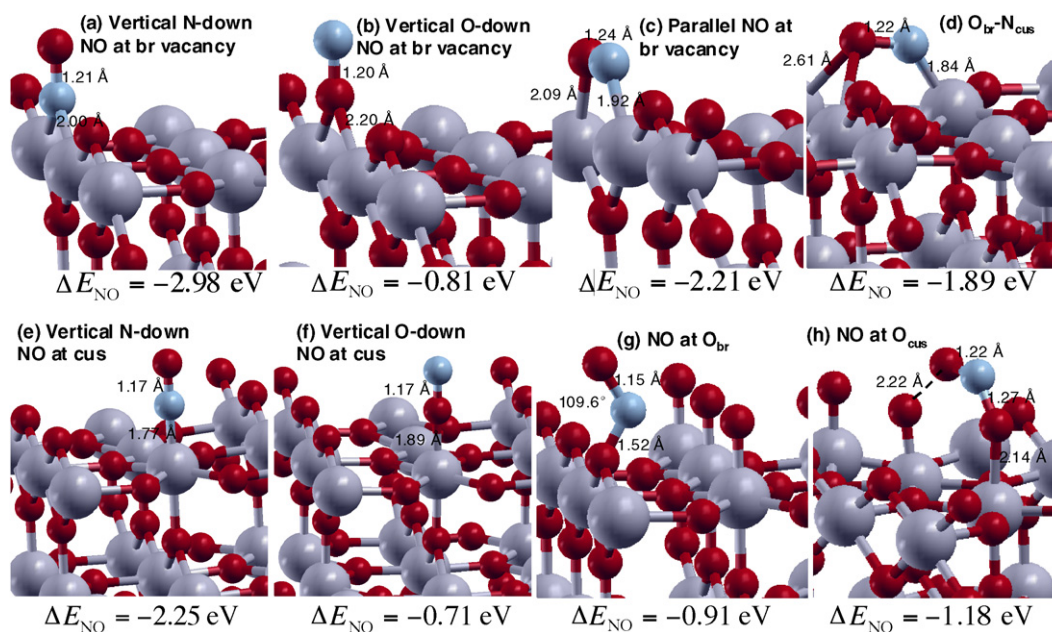 (a) Vertical N-down
NO at br vacancy
1.21 Å
2.00 Å
ΔE_NO = −2.98 eV
(b) Vertical O-down
NO at br vacancy
1.20 Å
2.20 Å
ΔE_NO = −0.81 eV
(c) Parallel NO at
br vacancy
1.24 Å
2.09 Å
1.92 Å
ΔE_NO = −2.21 eV
(d) O_br-N_cus
1.22 Å
2.61 Å
1.84 Å
ΔE_NO = −1.89 eV
(e) Vertical N-down
NO at cus
1.17 Å
1.77 Å
ΔE_NO = −2.25 eV
(f) Vertical O-down
NO at cus
1.17 Å
1.89 Å
ΔE_NO = −0.71 eV
(g) NO at O_br
1.15 Å
109.6°
1.52 Å
ΔE_NO = −0.91 eV
(h) NO at O_cus
1.22 Å
2.22 Å
1.27 Å
2.14 Å
ΔE_NO = −1.18 eV